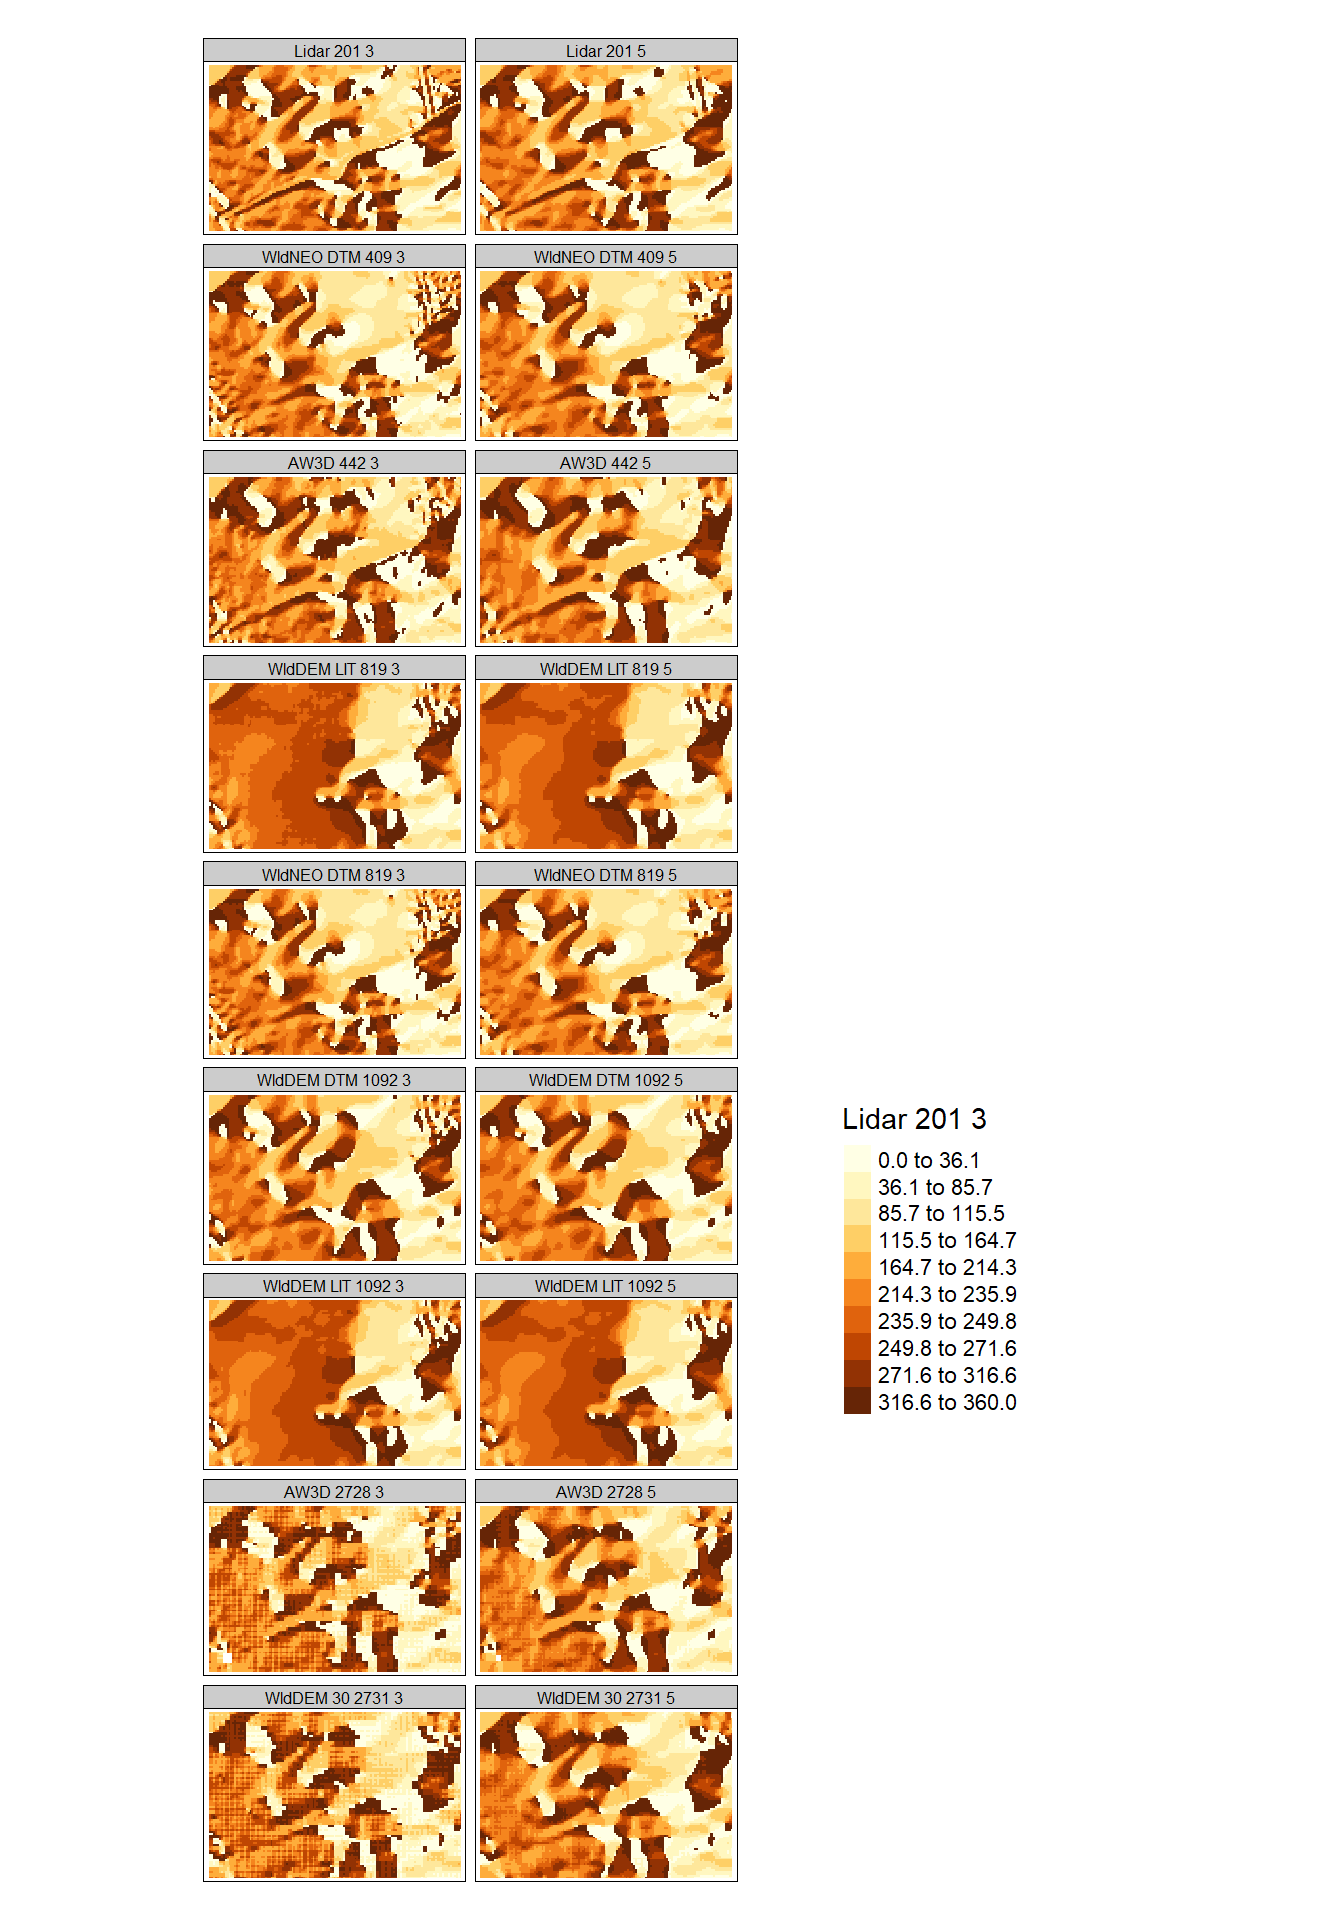 Lidar 201 3
Lidar 201 5
WldNEO DTM 409 3
WldNEO DTM 409 5
AW3D 442 3
AW3D 442 5
WldDEM LIT 819 3
WldDEM LIT 819 5
WldNEO DTM 819 3
WldNEO DTM 819 5
WldDEM DTM 1092 3
WldDEM DTM 1092 5
WldDEM LIT 1092 3
WldDEM LIT 1092 5
AW3D 2728 3
AW3D 2728 5
WldDEM 30 2731 3
WldDEM 30 2731 5
Lidar 201 3
0.0 to 36.1
36.1 to 85.7
85.7 to 115.5
115.5 to 164.7
164.7 to 214.3
214.3 to 235.9
235.9 to 249.8
249.8 to 271.6
271.6 to 316.6
316.6 to 360.0